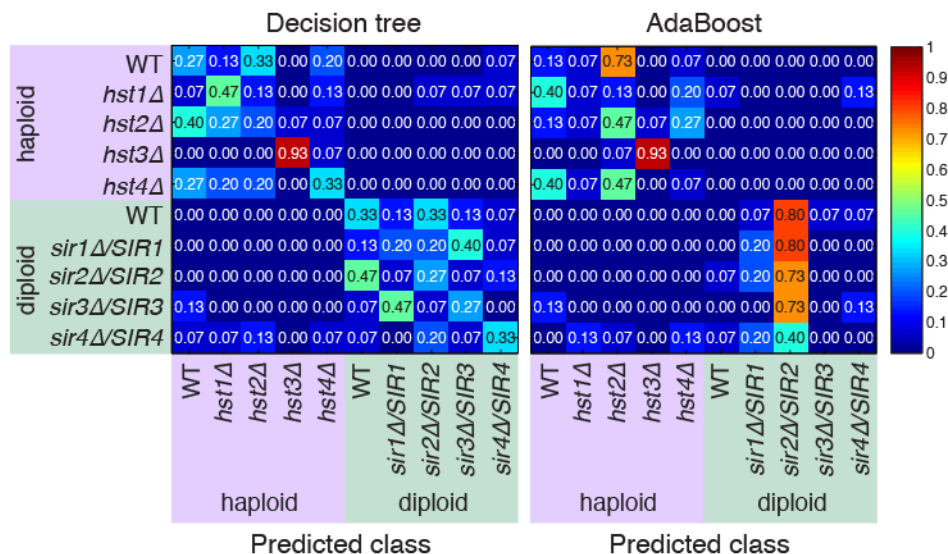 Decision tree AdaBoost
haploid
WT 0.27 0.13 0.33 0.00 0.20 0.00 0.00 0.00 0.00 0.07 0.13 0.07 0.73 0.00 0.07 0.00 0.00 0.00 0.00 0.00
hst1Δ 0.07 0.47 0.13 0.00 0.13 0.00 0.00 0.07 0.07 0.07 0.40 0.07 0.13 0.00 0.20 0.07 0.00 0.00 0.00 0.13
hst2Δ 0.40 0.27 0.20 0.07 0.07 0.00 0.00 0.00 0.00 0.00 0.13 0.07 0.47 0.07 0.27 0.00 0.00 0.00 0.00 0.00
hst3Δ 0.00 0.00 0.00 0.93 0.07 0.00 0.00 0.00 0.00 0.00 0.00 0.00 0.07 0.93 0.00 0.00 0.00 0.00 0.00 0.00
hst4Δ 0.27 0.20 0.20 0.00 0.33 0.00 0.00 0.00 0.00 0.00 0.40 0.07 0.47 0.00 0.07 0.00 0.00 0.00 0.00 0.00
diploid
WT 0.00 0.00 0.00 0.00 0.00 0.33 0.13 0.33 0.13 0.07 0.00 0.00 0.00 0.00 0.00 0.00 0.07 0.80 0.07 0.07
sir1Δ/SIR1 0.00 0.00 0.00 0.00 0.00 0.13 0.20 0.20 0.40 0.07 0.00 0.00 0.00 0.00 0.00 0.00 0.20 0.80 0.00 0.00
sir2Δ/SIR2 0.00 0.00 0.00 0.00 0.00 0.47 0.07 0.27 0.07 0.13 0.00 0.00 0.00 0.00 0.00 0.07 0.20 0.73 0.00 0.00
sir3Δ/SIR3 0.13 0.00 0.00 0.00 0.00 0.07 0.47 0.07 0.27 0.00 0.13 0.00 0.00 0.00 0.00 0.00 0.00 0.73 0.00 0.13
sir4Δ/SIR4 0.07 0.07 0.13 0.00 0.07 0.07 0.00 0.20 0.07 0.33 0.00 0.13 0.07 0.00 0.13 0.07 0.20 0.40 0.00 0.00
1
0.9
0.8
0.7
0.6
0.5
0.4
0.3
0.2
0.1
0
WT hst1Δ hst2Δ hst3Δ hst4Δ WT sir1Δ/SIR1 sir2Δ/SIR2 sir3Δ/SIR3 sir4Δ/SIR4 WT hst1Δ hst2Δ hst3Δ hst4Δ WT sir1Δ/SIR1 sir2Δ/SIR2 sir3Δ/SIR3 sir4Δ/SIR4
haploid diploid haploid diploid
Predicted class Predicted class